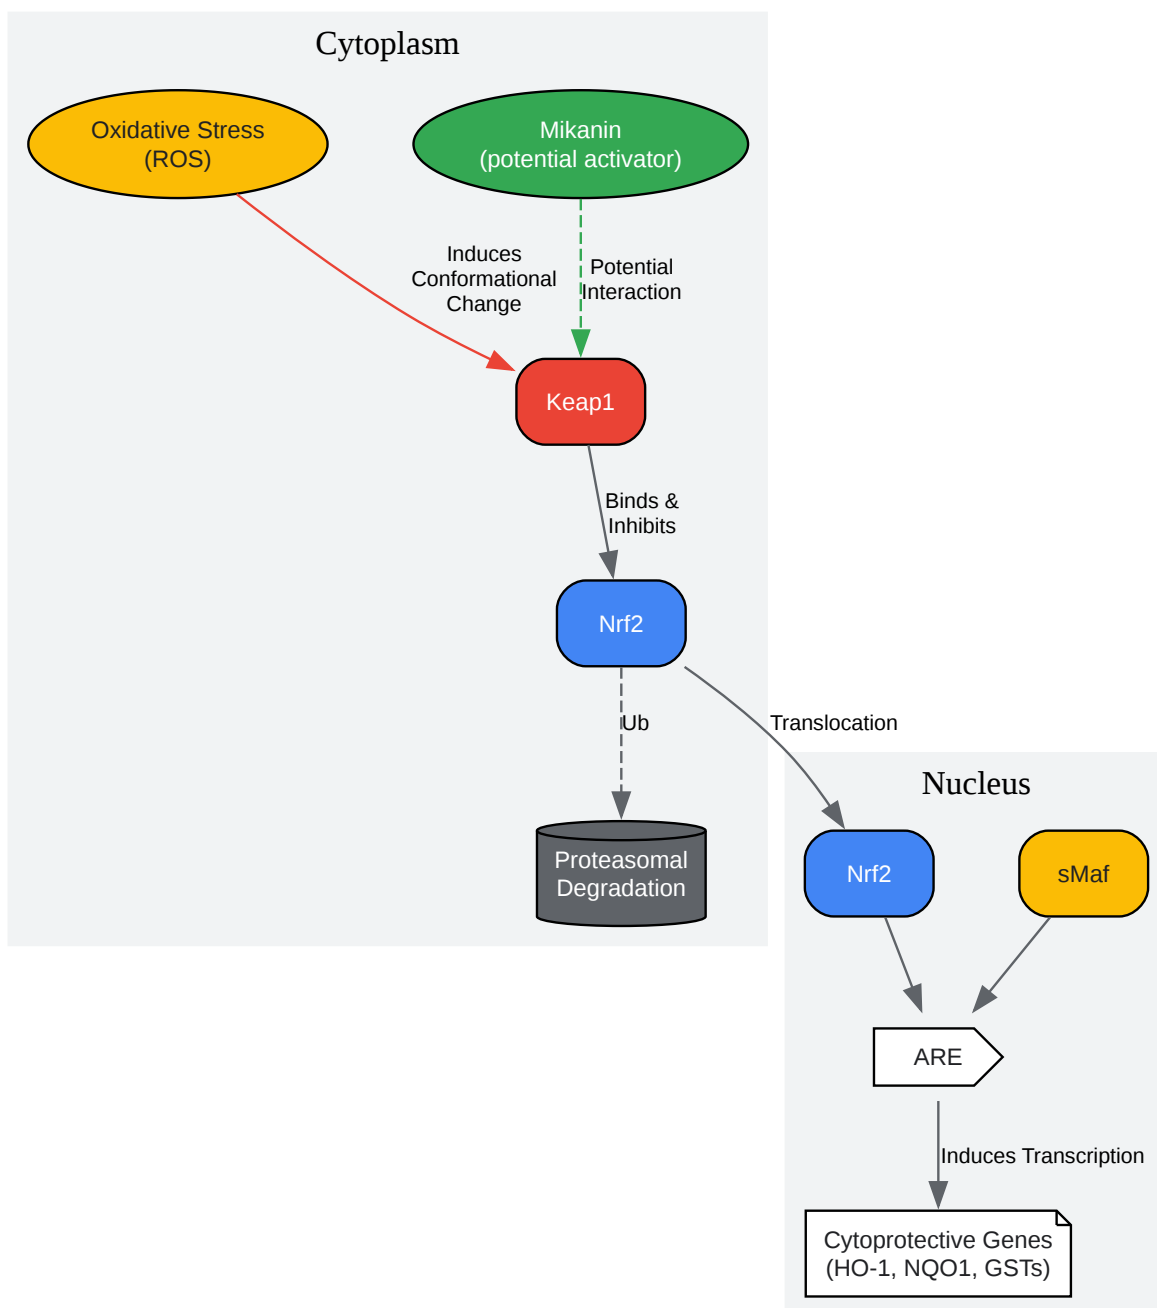 Cytoplasm
Oxidative Stress
(ROS)
Mikanin
(potential activator)
Induces
Conformational
Change
Potential
Interaction
Keap1
Binds &
Inhibits
Nrf2
Ub
Translocation
Proteasomal
Degradation
Nucleus
Nrf2
sMaf
ARE
Induces Transcription
Cytoprotective Genes
(HO-1, NQO1, GSTs)